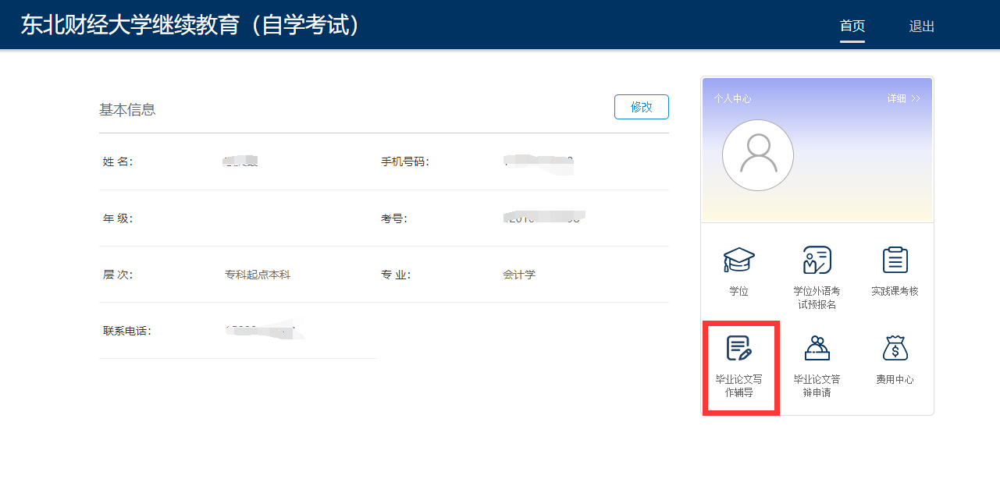 东北财经大学继续教育（自学考试）
首页
退出
基本信息
修改
姓 名：
手机号码：
年 级：
考号：
层 次：
专科起点本科
专 业：
会计学
联系电话：
个人中心
详细 >>
学位
学位外语考
试预报名
实践课考核
毕业论文写
作辅导
毕业论文答
辩申请
费用中心